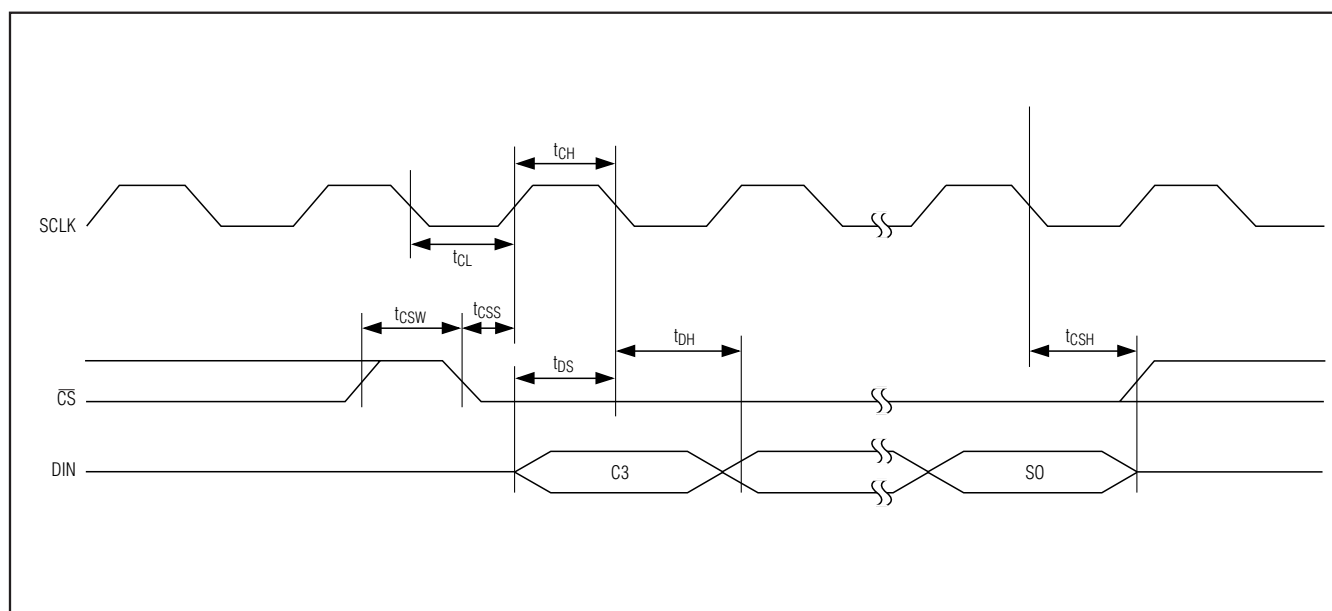 tCH
SCLK
tCL
tCSW
tCSS
tDH
tCSH
tDS
CS
DIN
C3
S0